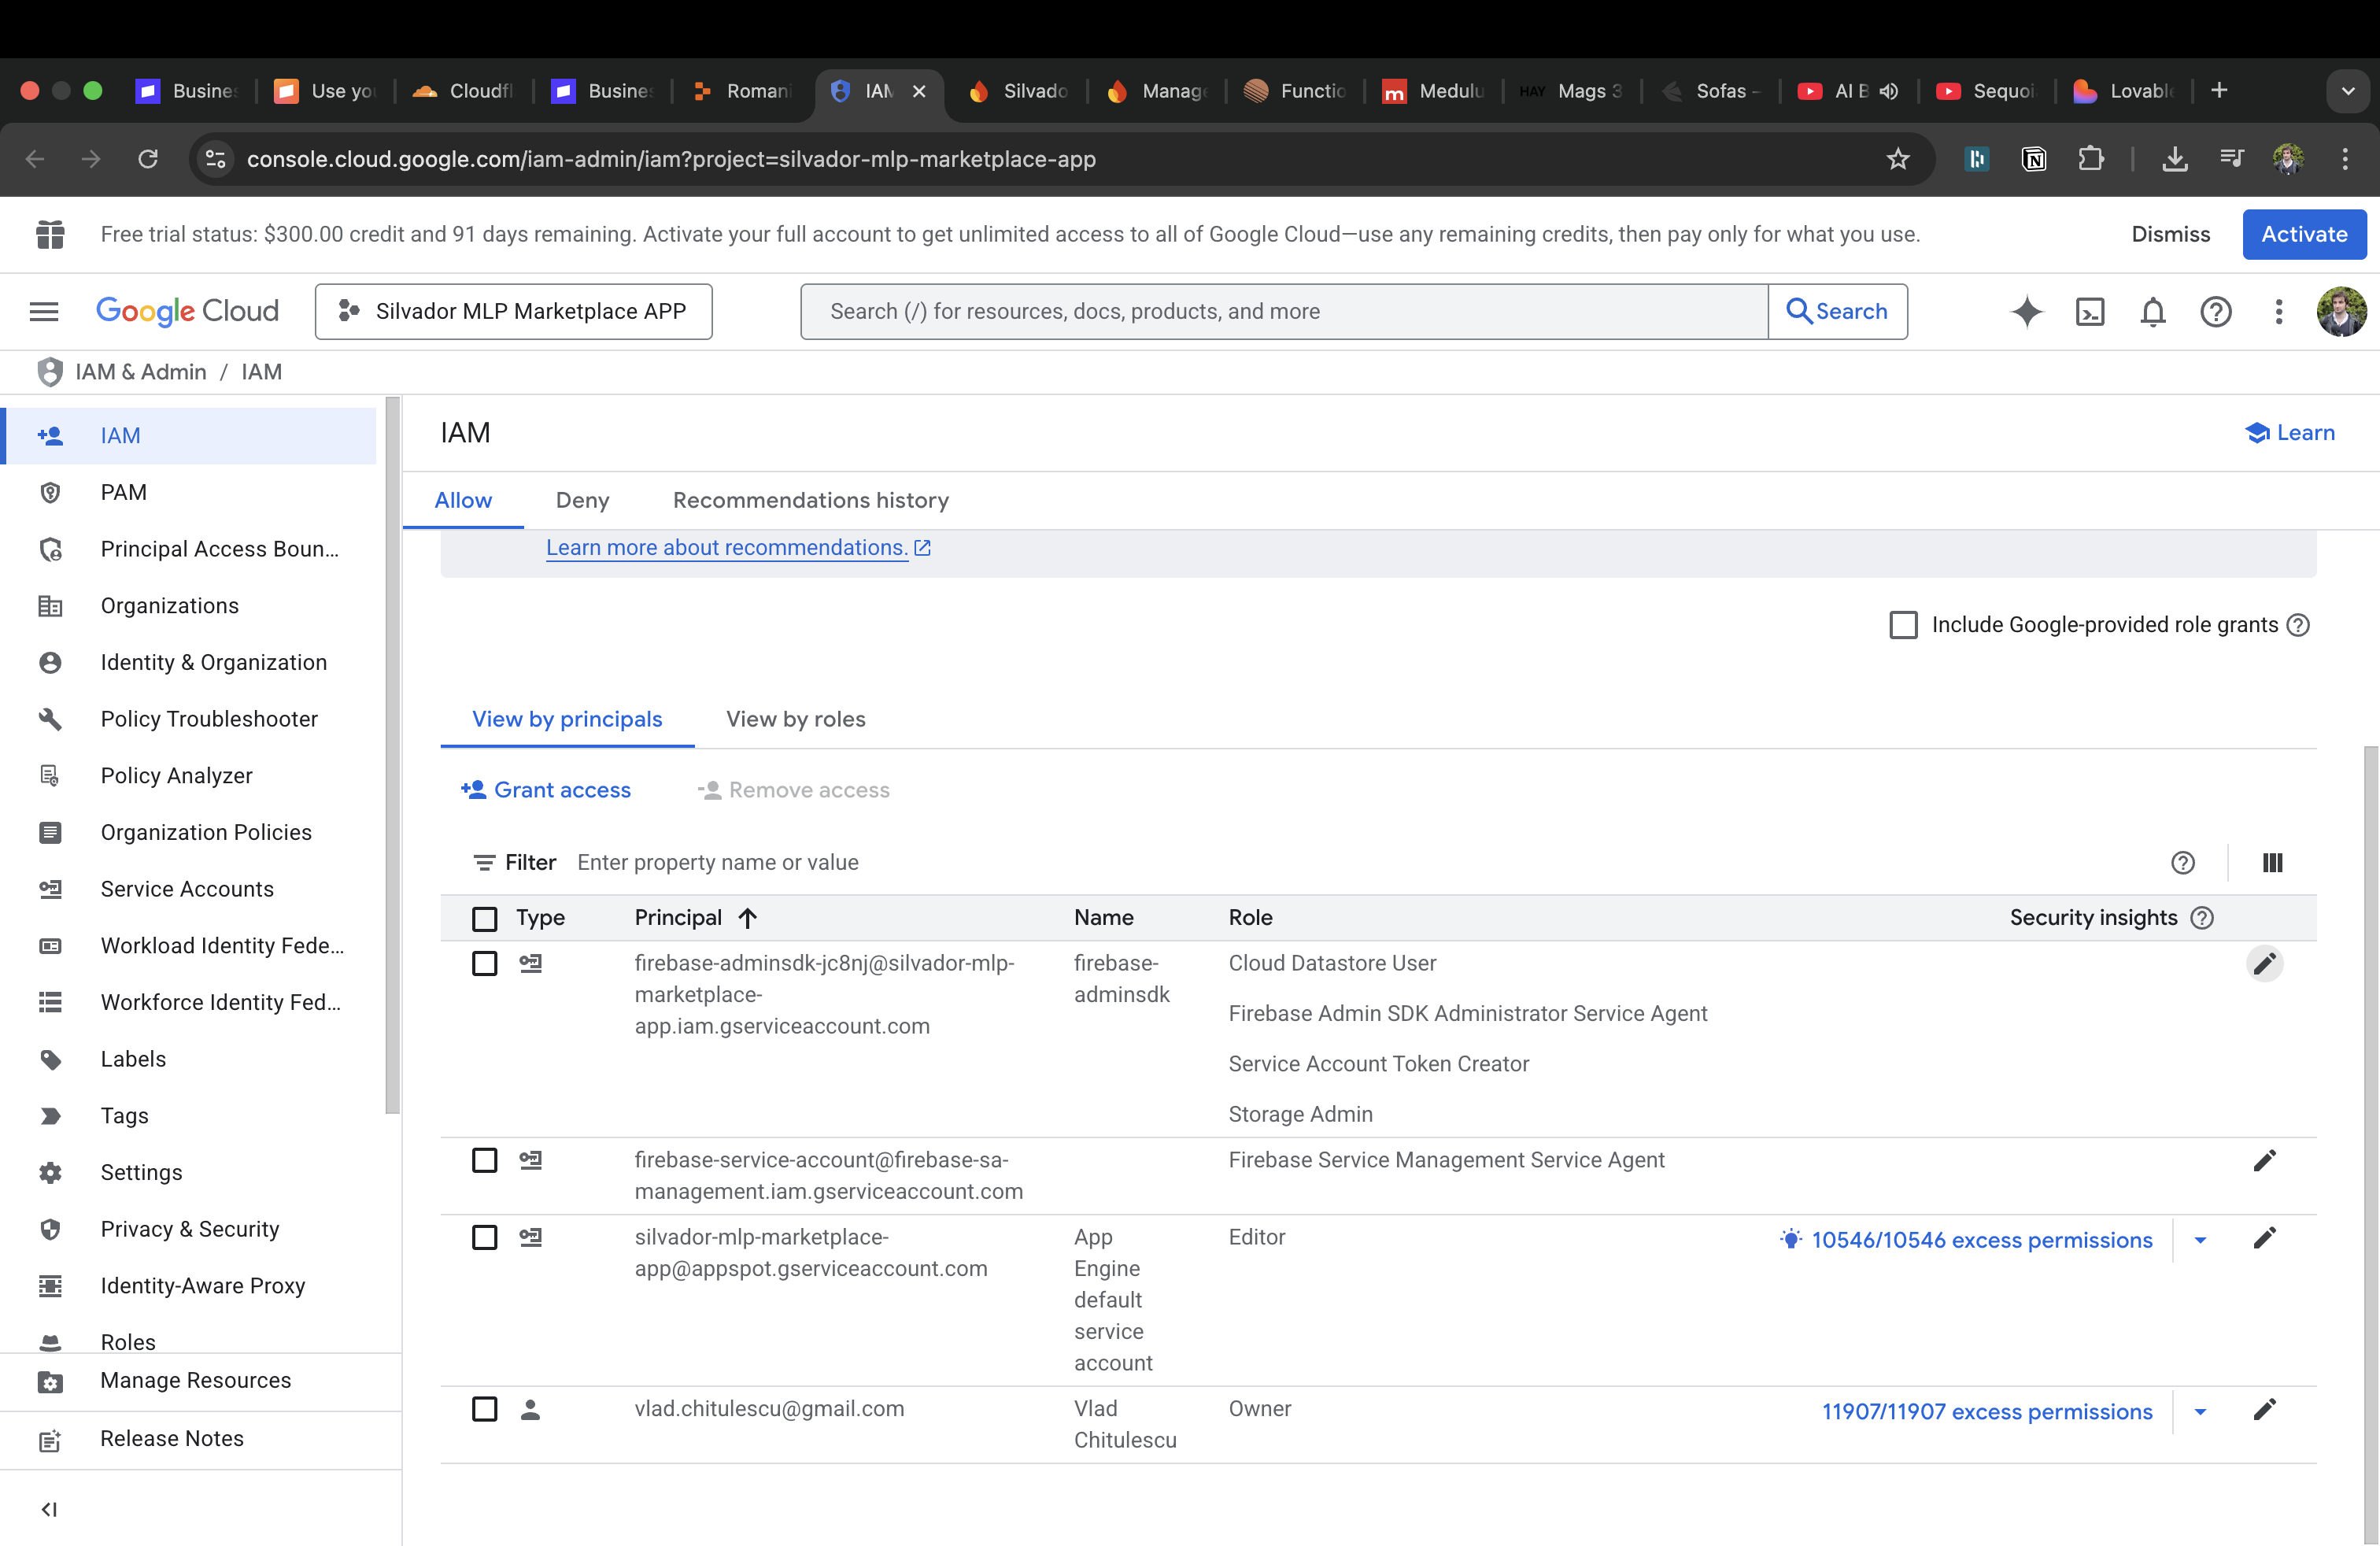 Busines
Use you
Cloudfl
Busines
Romani
IAM
Silvado
Manage
Functio
m
Medulu
HAY
Mags 3
Sofas –
AI B
Sequoi
Lovable
console.cloud.google.com/iam-admin/iam?project=silvador-mlp-marketplace-app
Free trial status: $300.00 credit and 91 days remaining. Activate your full account to get unlimited access to all of Google Cloud—use any remaining credits, then pay only for what you use.
Dismiss
Activate
Google Cloud
Silvador MLP Marketplace APP
Search (/) for resources, docs, products, and more
Search
IAM & Admin / IAM
IAM
PAM
Principal Access Boun...
Organizations
Identity & Organization
Policy Troubleshooter
Policy Analyzer
Organization Policies
Service Accounts
Workload Identity Fede...
Workforce Identity Fed...
Labels
Tags
Settings
Privacy & Security
Identity-Aware Proxy
Roles
Manage Resources
Release Notes
IAM
Learn
Allow
Deny
Recommendations history
Learn more about recommendations.
Include Google-provided role grants
View by principals
View by roles
Grant access
Remove access
Filter Enter property name or value
Type Principal Name Role Security insights
firebase-adminsdk-jc8nj@silvador-mlp-
marketplace-
app.iam.gserviceaccount.com
firebase-
adminsdk
Cloud Datastore User
Firebase Admin SDK Administrator Service Agent
Service Account Token Creator
Storage Admin
firebase-service-account@firebase-sa-
management.iam.gserviceaccount.com
Firebase Service Management Service Agent
silvador-mlp-marketplace-
app@appspot.gserviceaccount.com
App
Engine
default
service
account
Editor
10546/10546 excess permissions
vlad.chitulescu@gmail.com
Vlad
Chitulescu
Owner
11907/11907 excess permissions